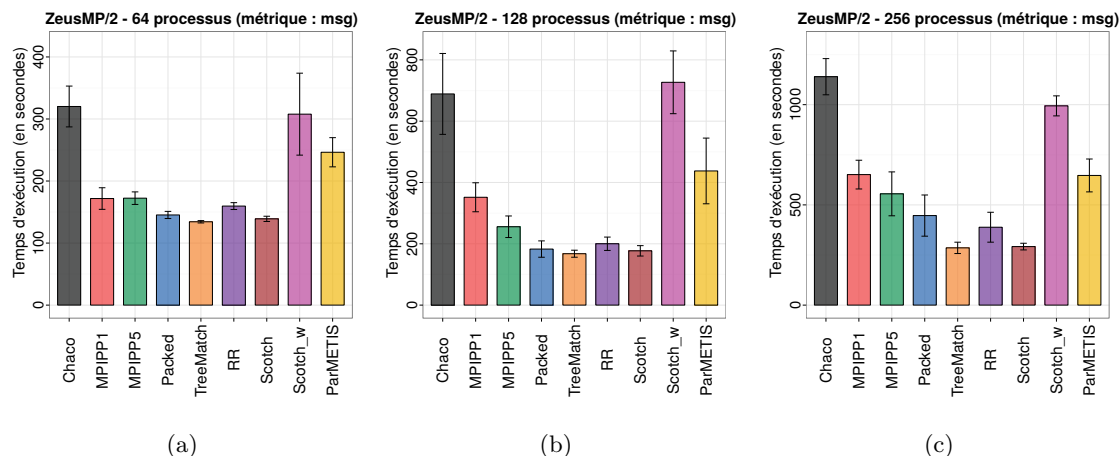 ZeusMP/2 - 64 processus (métrique : msg)
Temps d'exécution (en secondes)
400
300
200
100
0
Chaco
MPIPP1
MPIPP5
Packed
TreeMatch
RR
Scotch
Scotch_w
ParMETIS
(a)
ZeusMP/2 - 128 processus (métrique : msg)
Temps d'exécution (en secondes)
800
600
400
200
0
Chaco
MPIPP1
MPIPP5
Packed
TreeMatch
RR
Scotch
Scotch_w
ParMETIS
(b)
ZeusMP/2 - 256 processus (métrique : msg)
Temps d'exécution (en secondes)
1000
500
0
Chaco
MPIPP1
MPIPP5
Packed
TreeMatch
RR
Scotch
Scotch_w
ParMETIS
(c)